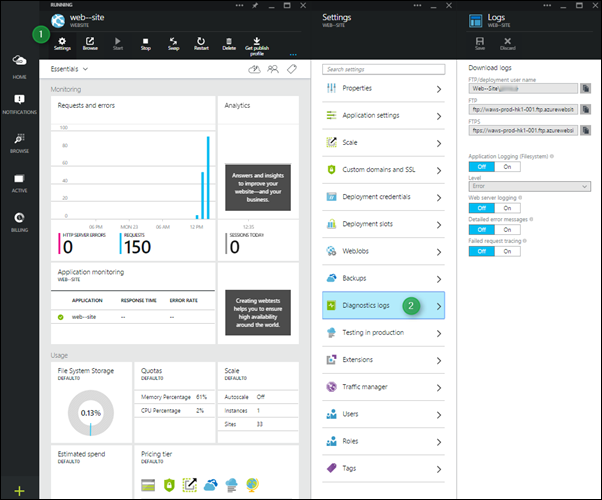 RUNNING
web--site
WEBSITE
1
Settings
Browse
Start
Stop
Swap
Restart
Delete
Get publish
profile
...
HOME
NOTIFICATIONS
BROWSE
ACTIVE
BILLING
Essentials
Monitoring
Requests and errors
100
80
60
40
20
0
06 PM
MON 23
06 AM
12 PM
HTTP SERVER ERRORS
0
REQUESTS
150
Analytics
Answers and insights
to improve your
website—and your
business.
12:35
SESSIONS TODAY
0
Application monitoring
WEB--SITE
APPLICATION RESPONSE TIME ERROR RATE
web--site -- --
Creating webtests
helps you to ensure
high availability
around the world.
Usage
File System Storage
DEFAULT0
0.13%
Quotas
DEFAULT0
Memory Percentage 61%
CPU Percentage 2%
Scale
DEFAULT0
Autoscale Off
Instances 1
Sites 33
Estimated spend
DEFAULT0
Pricing tier
DEFAULT0
Settings
WEB--SITE
Search settings
Properties
Application settings
Scale
Custom domains and SSL
Deployment credentials
Deployment slots
WebJobs
Backups
Diagnostics logs
2
Testing in production
Extensions
Traffic manager
Users
Roles
Tags
Logs
WEB--SITE
Save
Discard
Download logs
FTP/deployment user name
Web--Site\
FTP
ftp://waws-prod-hk1-001.ftp.azurewebsit
FTPS
ftps://waws-prod-hk1-001.ftp.azurewebsi
Application Logging (Filesystem)
Off On
Level
Error
Web server logging
Off On
Detailed error messages
Off On
Failed request tracing
Off On